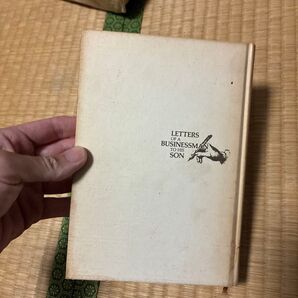 LETTERS
OF A
BUSINESSMAN
TO HIS
SON